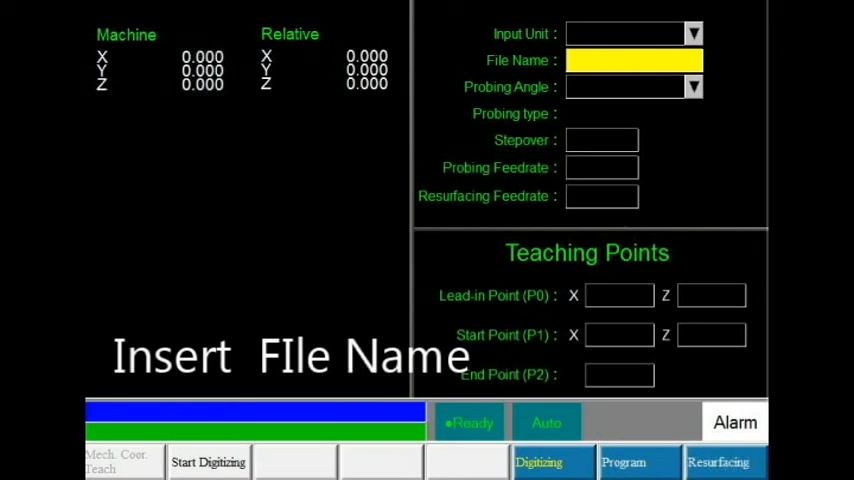 Machine
Relative
X 0.000 X 0.000
Y 0.000 Y 0.000
Z 0.000 Z 0.000
Input Unit :
File Name :
Probing Angle :
Probing type :
Stepover :
Probing Feedrate :
Resurfacing Feedrate :
Teaching Points
Lead-in Point (P0) : X Z
Start Point (P1) : X Z
End Point (P2) :
Insert FIle Name
●Ready
Auto
Alarm
Mech. Coor.
Teach
Start Digitizing
Digitizing
Program
Resurfacing